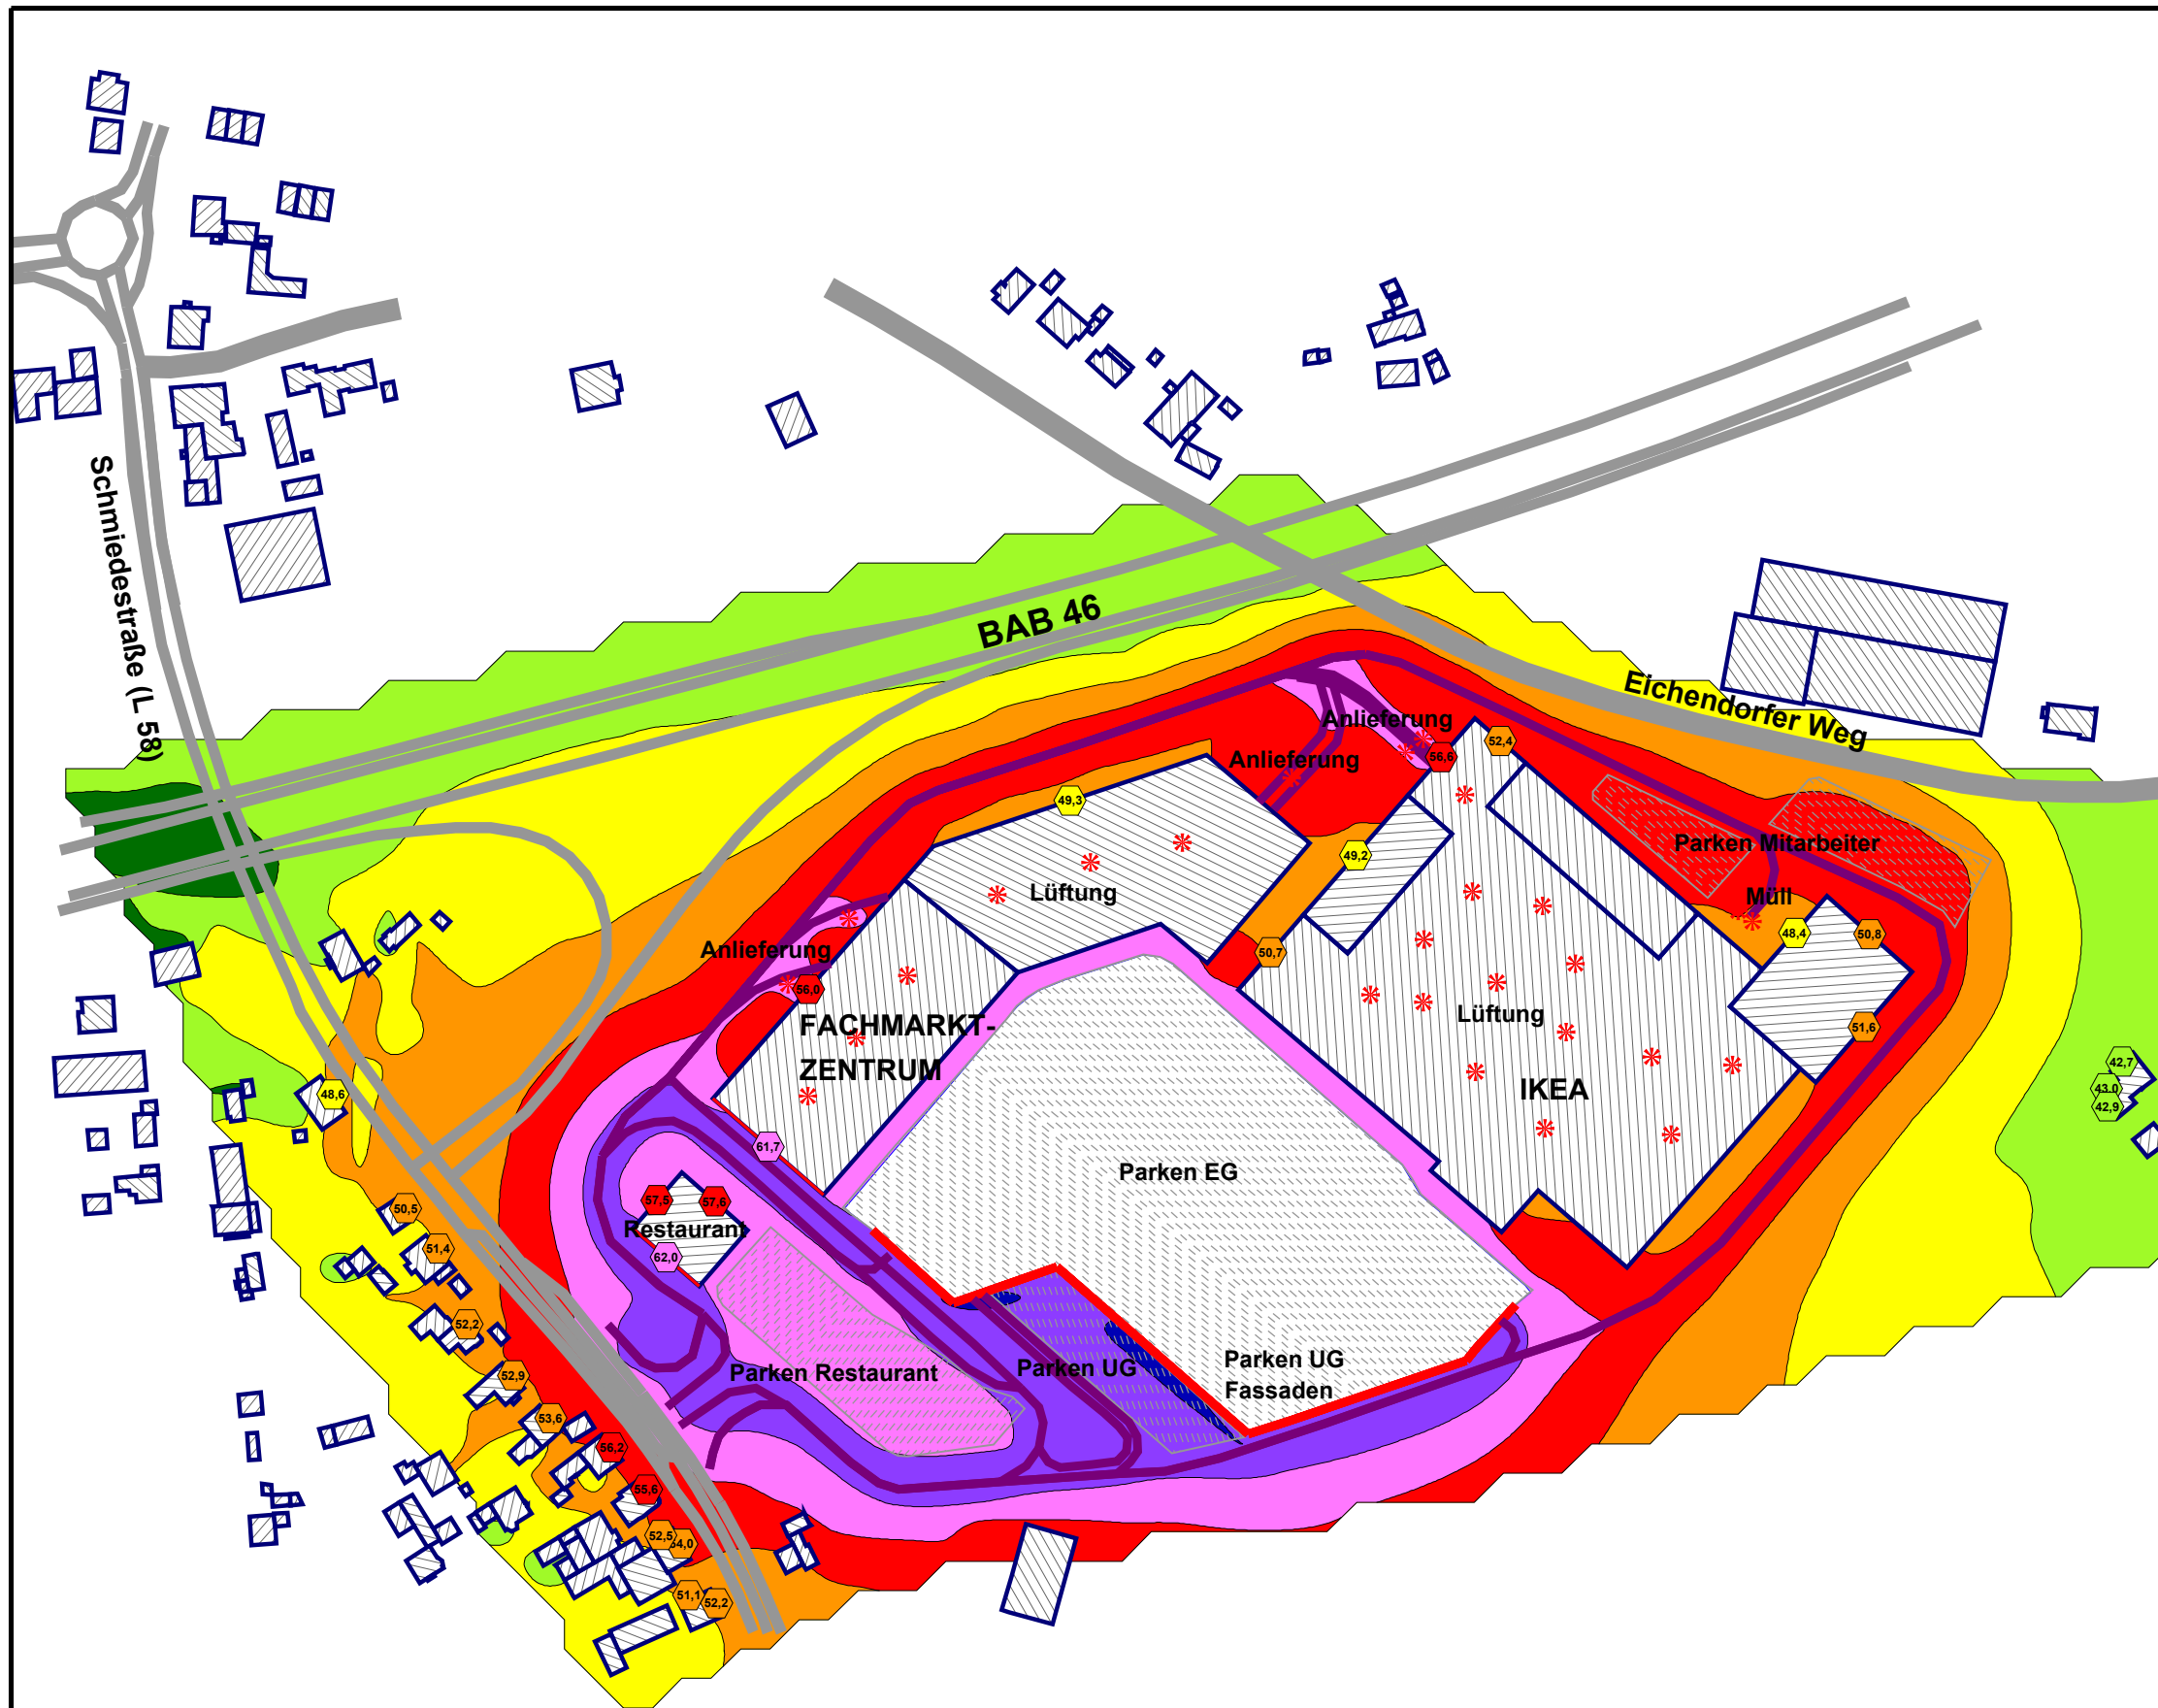 Schmiedestraße (L 58)
BAB 46
Eichendorfer Weg
Anlieferung
56,6
52,4
Anlieferung
49,3
Parken Mitarbeiter
49,2
Lüftung
Müll
48,4
50,8
Anlieferung
50,7
56,0
Lüftung
FACHMARKT-
ZENTRUM
51,6
IKEA
42,7
43,0
42,9
48,6
61,7
Parken EG
57,5
57,6
50,5
Restaurant
51,4
62,0
52,2
Parken UG
Parken UG
Fassaden
Parken Restaurant
52,9
53,6
56,2
55,6
52,5
54,0
51,1
52,2